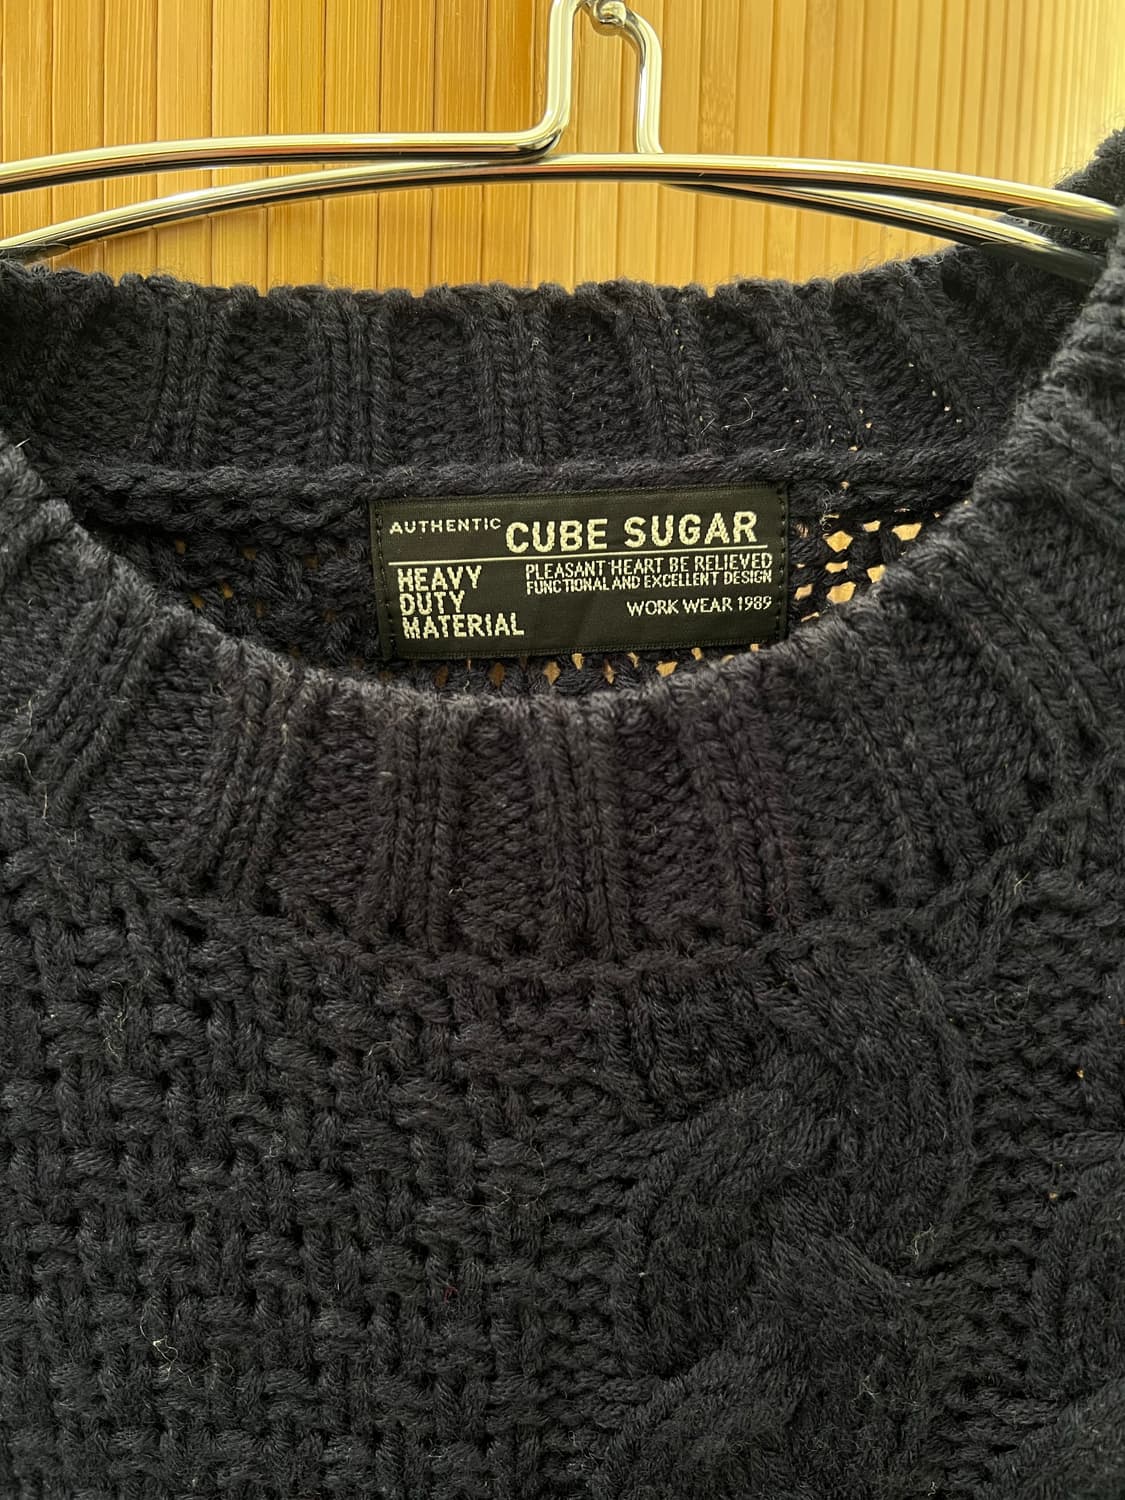 AUTHENTIC CUBE SUGAR
HEAVY
DUTY
MATERIAL
PLEASANT HEART BE RELIEVED
FUNCTIONAL AND EXCELLENT DESIGN
WORK WEAR 1989